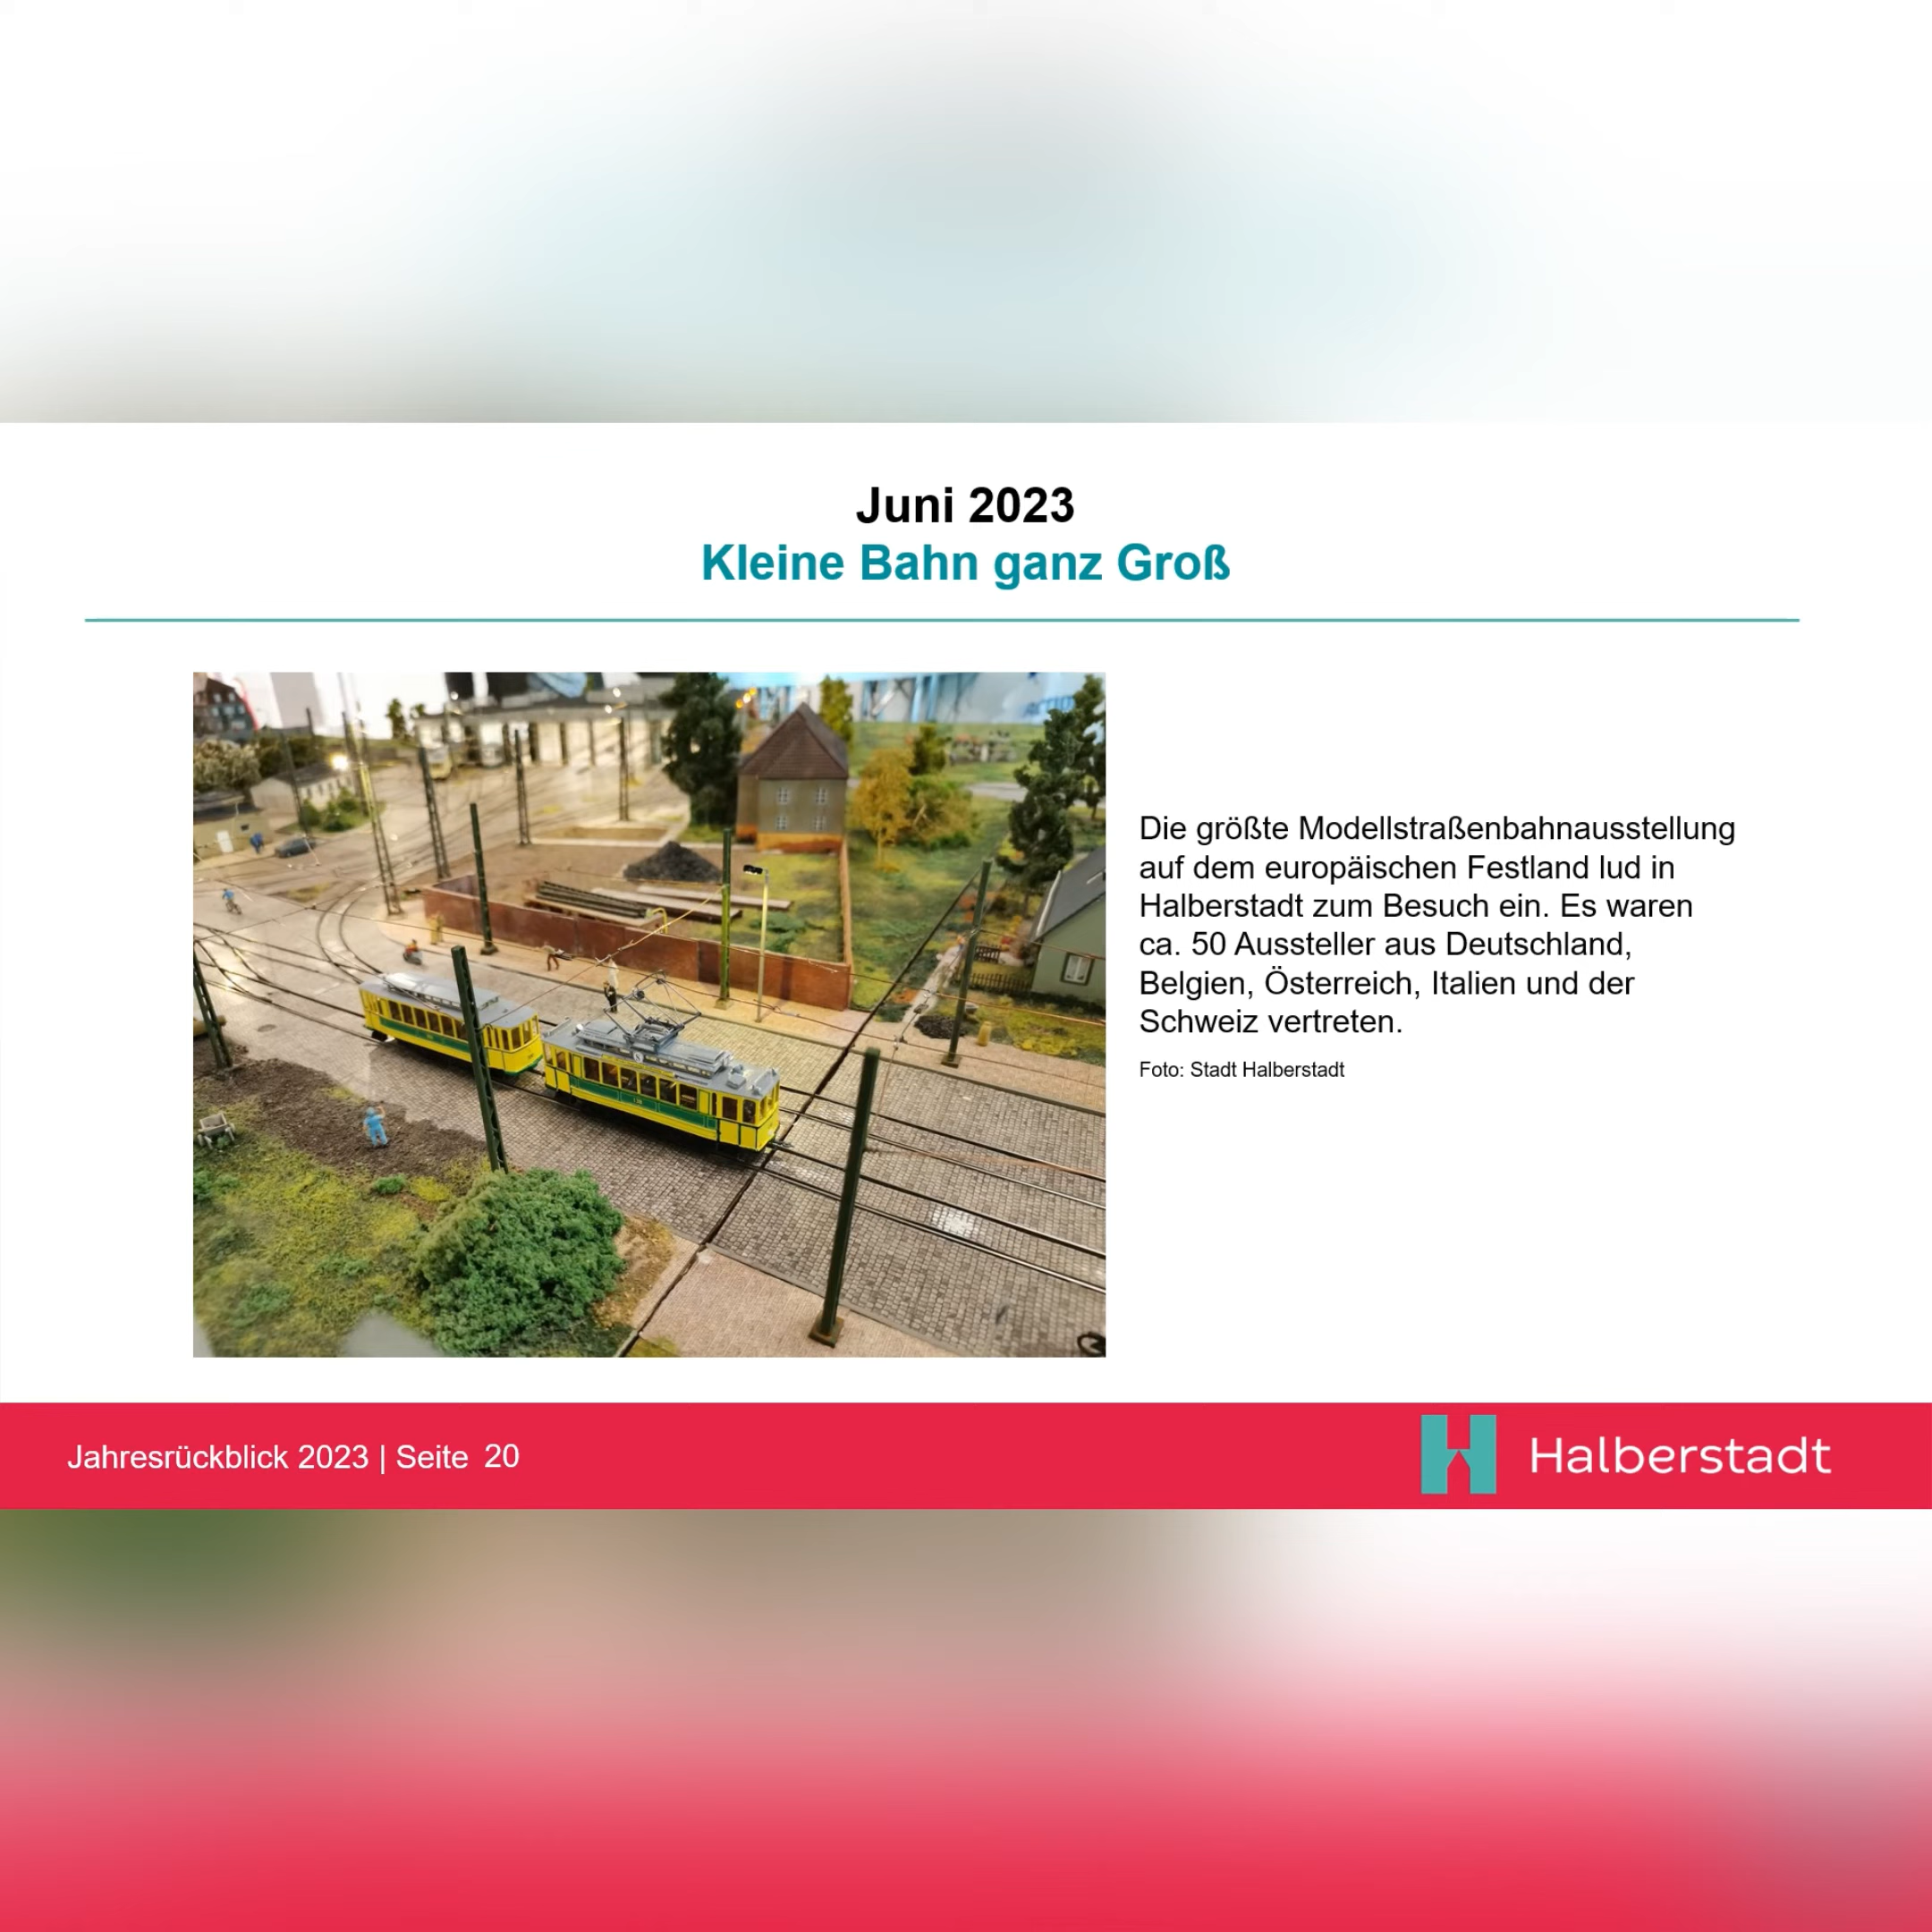 Juni 2023
Kleine Bahn ganz Groß
Die größte Modellstraßenbahnausstellung
auf dem europäischen Festland lud in
Halberstadt zum Besuch ein. Es waren
ca. 50 Aussteller aus Deutschland,
Belgien, Österreich, Italien und der
Schweiz vertreten.
Foto: Stadt Halberstadt
Jahresrückblick 2023 | Seite 20
Halberstadt